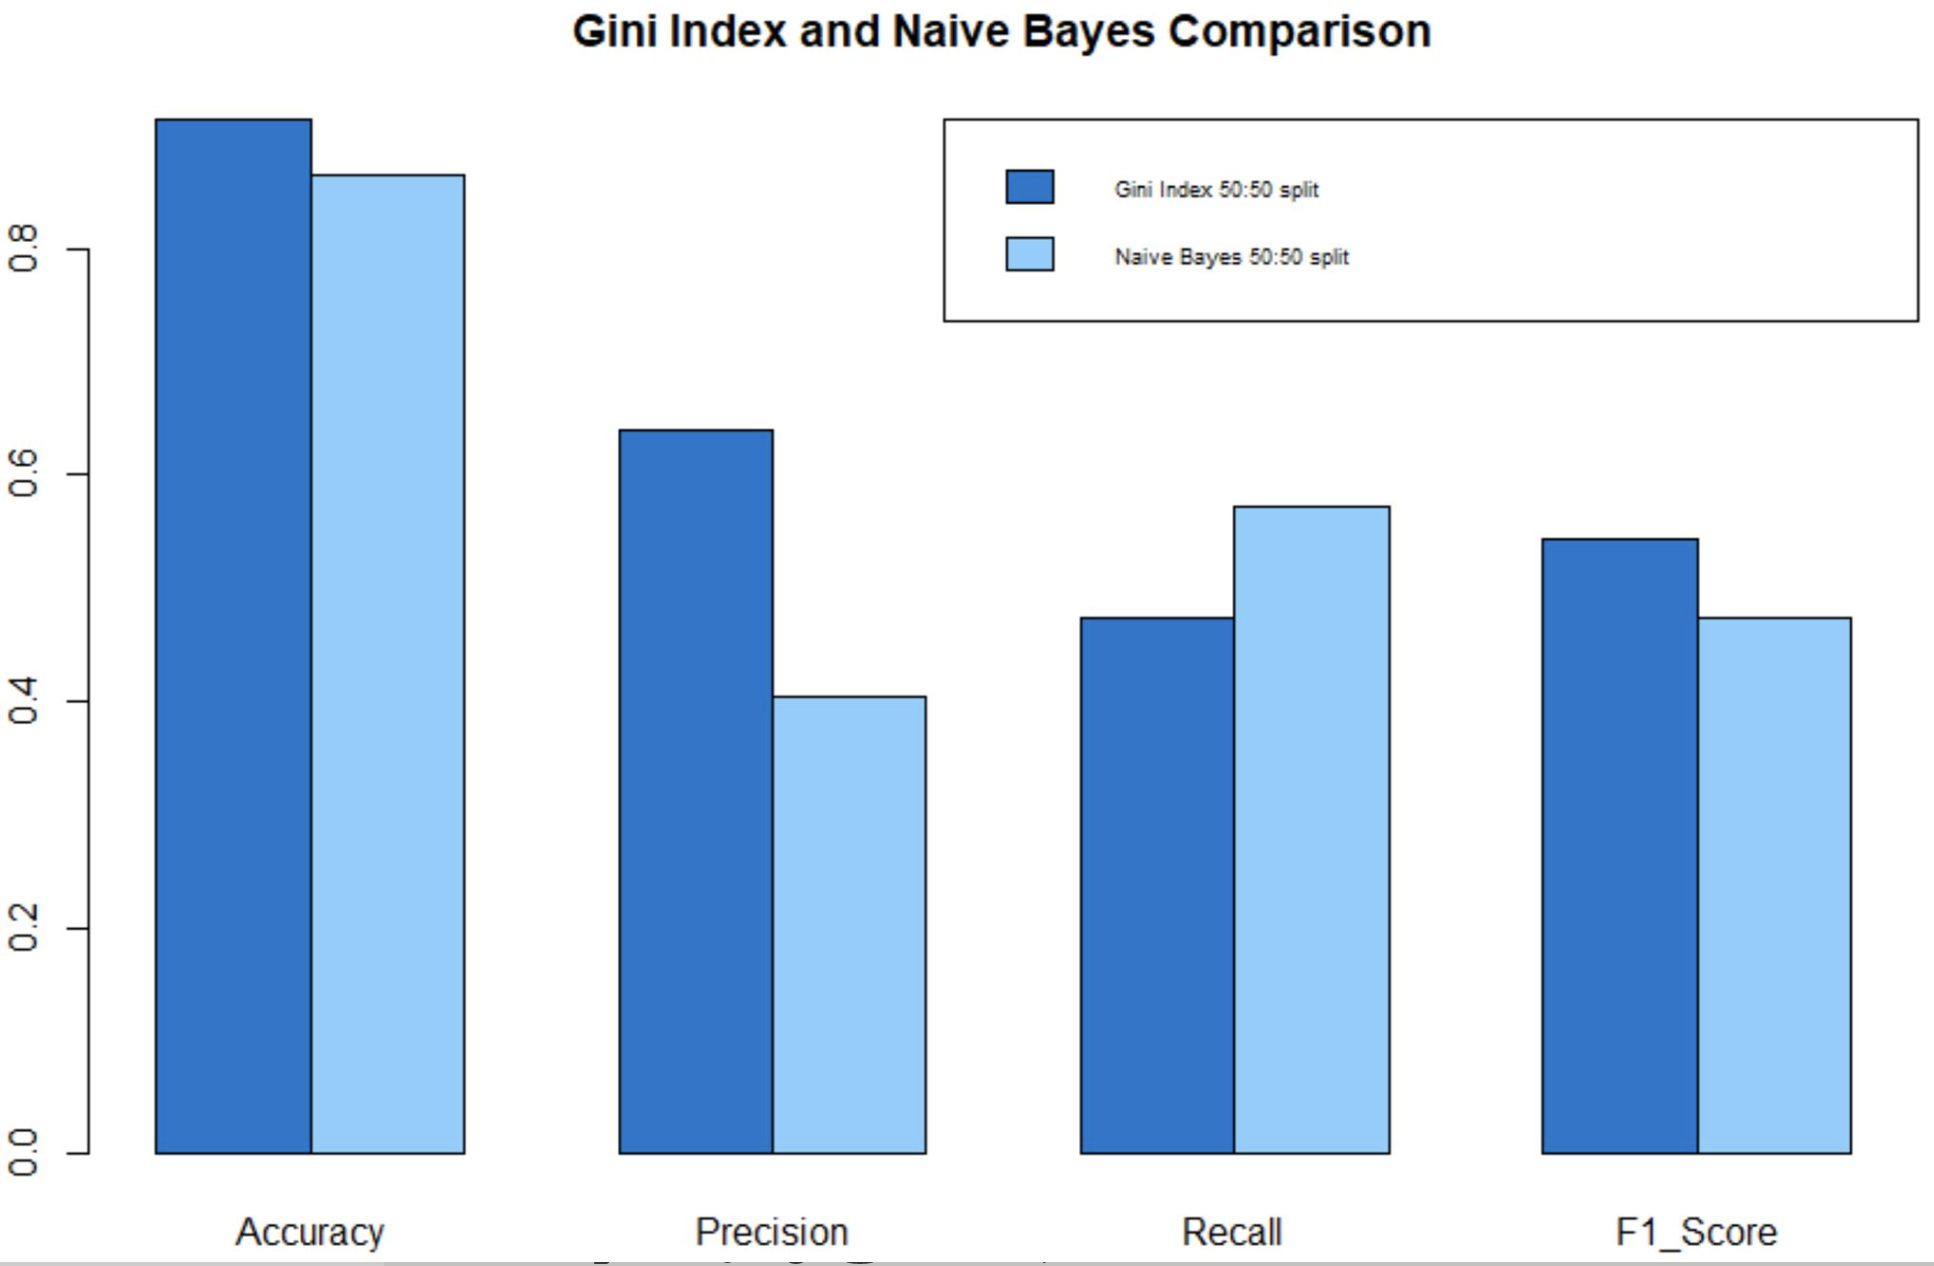 Gini Index and Naive Bayes Comparison
Gini Index 50:50 split
Naive Bayes 50:50 split
0.8
0.6
0.4
0.2
0.0
Accuracy Precision Recall F1_Score